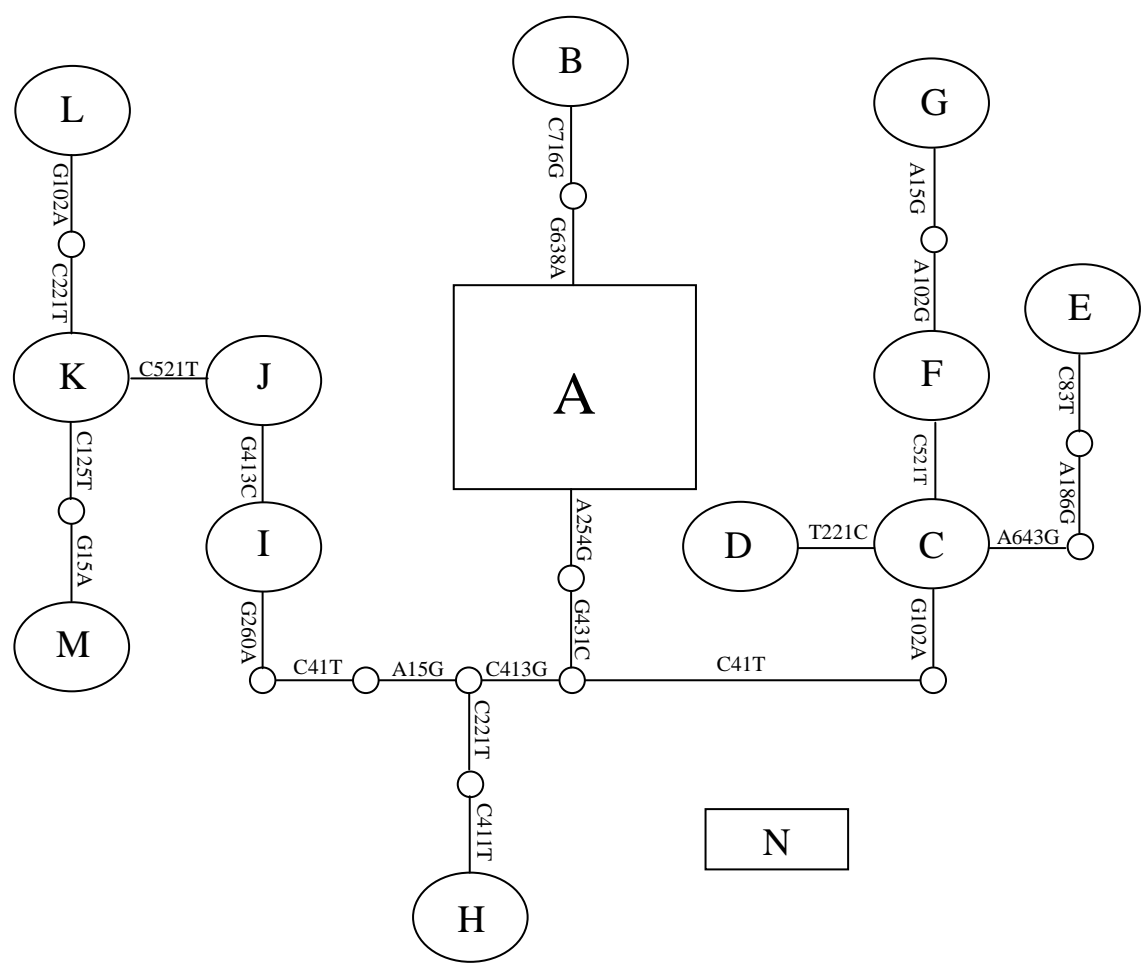 B
L
G
C716G
G102A
A15G
G638A
C221T
A102G
E
K
C521T
J
A
F
C83T
C125T
G413C
C521T
A186G
G15A
I
A254G
D
T221C
C
A643G
M
G260A
G431C
G102A
C41T
A15G
C413G
C41T
C221T
C411T
N
H